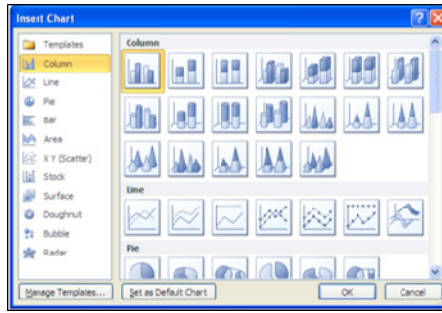 Insert Chart
Templates
Column
Line
Pie
Bar
Area
X Y (Scatter)
Stock
Surface
Doughnut
Bubble
Radar
Column
Line
Pie
Manage Templates...
Set as Default Chart
OK
Cancel